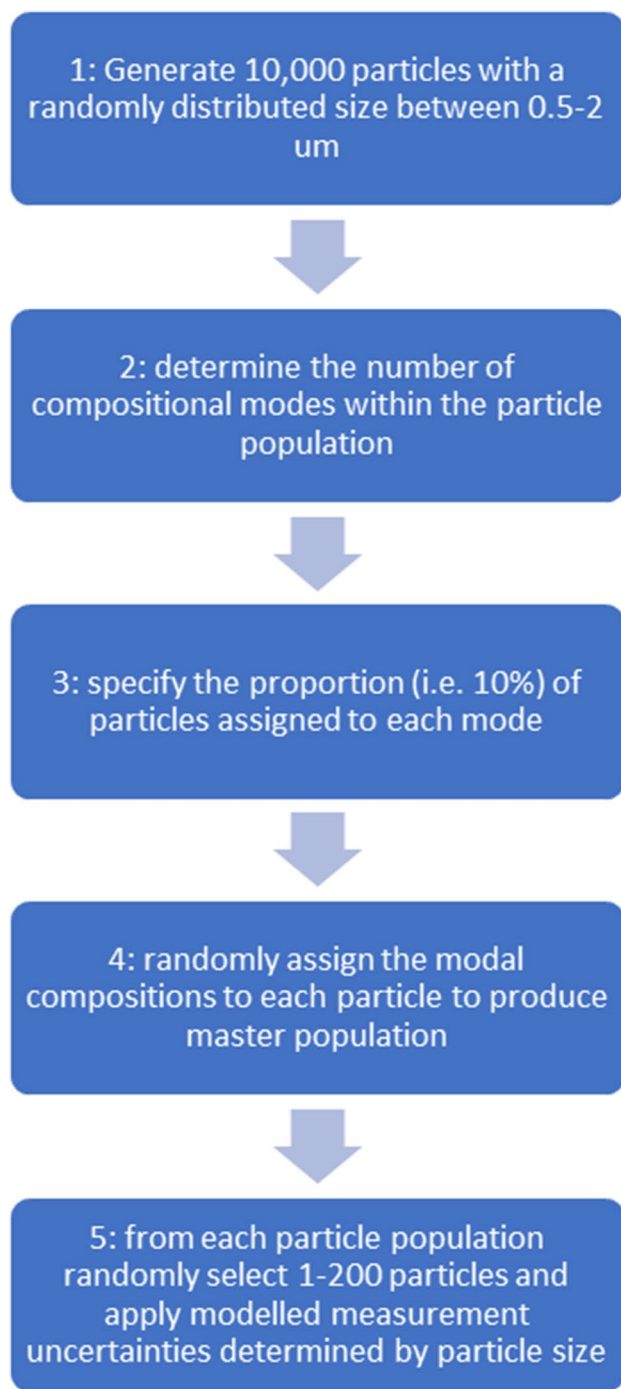 1: Generate 10,000 particles with a
randomly distributed size between 0.5-2
um
2: determine the number of
compositional modes within the particle
population
3: specify the proportion (i.e. 10%) of
particles assigned to each mode
4: randomly assign the modal
compositions to each particle to produce
master population
5: from each particle population
randomly select 1-200 particles and
apply modelled measurement
uncertainties determined by particle size